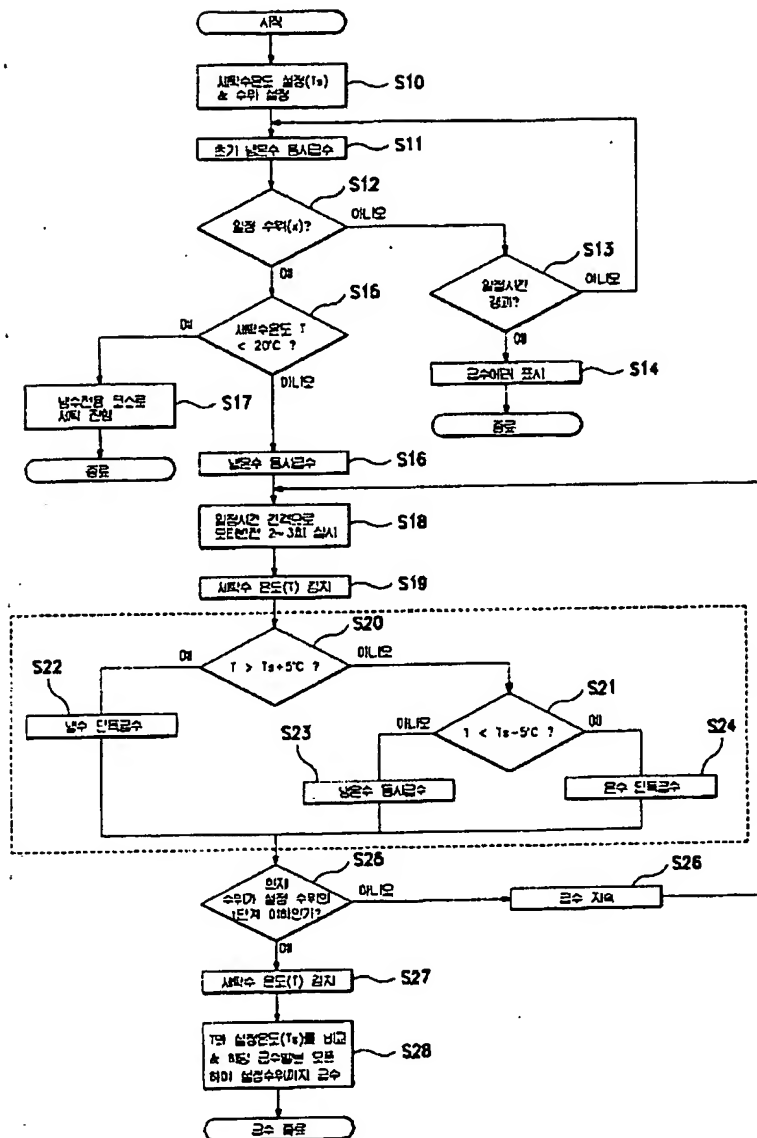 시작
세탁수온도 설정(Ts)
& 수위 설정
S10
초기 냉온수 동시급수
S11
S12
일정 수위(x)?
아니오
예
S13
일정시간
경과?
아니오
예
급수에러 표시
S14
종료
S15
세탁수온도 T
< 20°C ?
예
아니오
냉수전용 코스로
세탁 진행
S17
종료
냉온수 동시급수
S16
일정시간 간격으로
모터반전 2~3회 실시
S18
세탁수 온도(T) 감지
S19
S20
T > Ts+5°C ?
예
아니오
S22
냉수 단독급수
S21
T < Ts-5°C ?
아니오
예
S23
냉온수 동시급수
S24
온수 단독급수
S25
현재
수위가 설정 수위의
1단계 이하인가?
아니오
예
S26
급수 지속
세탁수 온도(T) 감지
S27
T와 설정온도(Ts)를 비교
& 해당 급수밸브 오픈
하여 설정수위까지 급수
S28
급수 종료